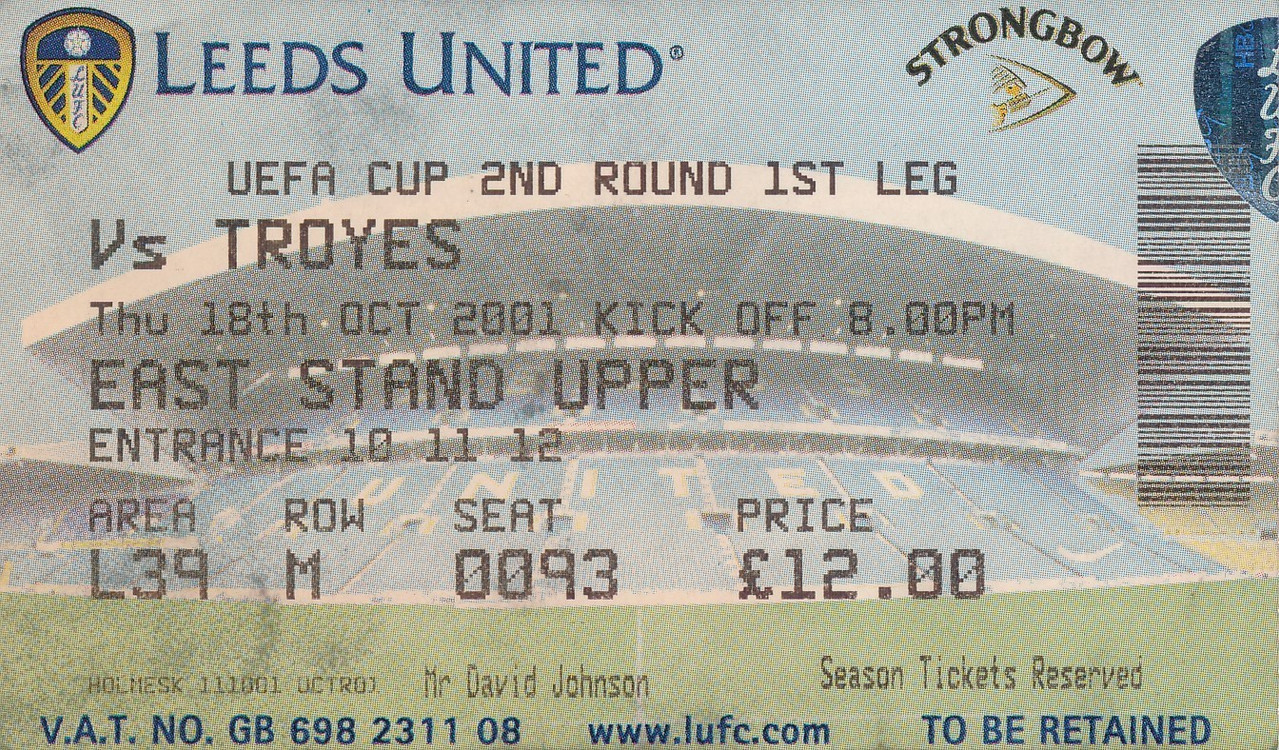 LEEDS UNITED®
STRONGBOW
LUFC
UEFA CUP 2ND ROUND 1ST LEG
Vs TROYES
Thu 18th OCT 2001 KICK OFF 8.00PM
EAST STAND UPPER
ENTRANCE 10 11 12
UNITED
AREA ROW SEAT PRICE
L39 M 0093 £12.00
HOLMESK 111001 UCTROJ Mr David Johnson Season Tickets Reserved
V.A.T. NO. GB 698 2311 08 www.lufc.com TO BE RETAINED